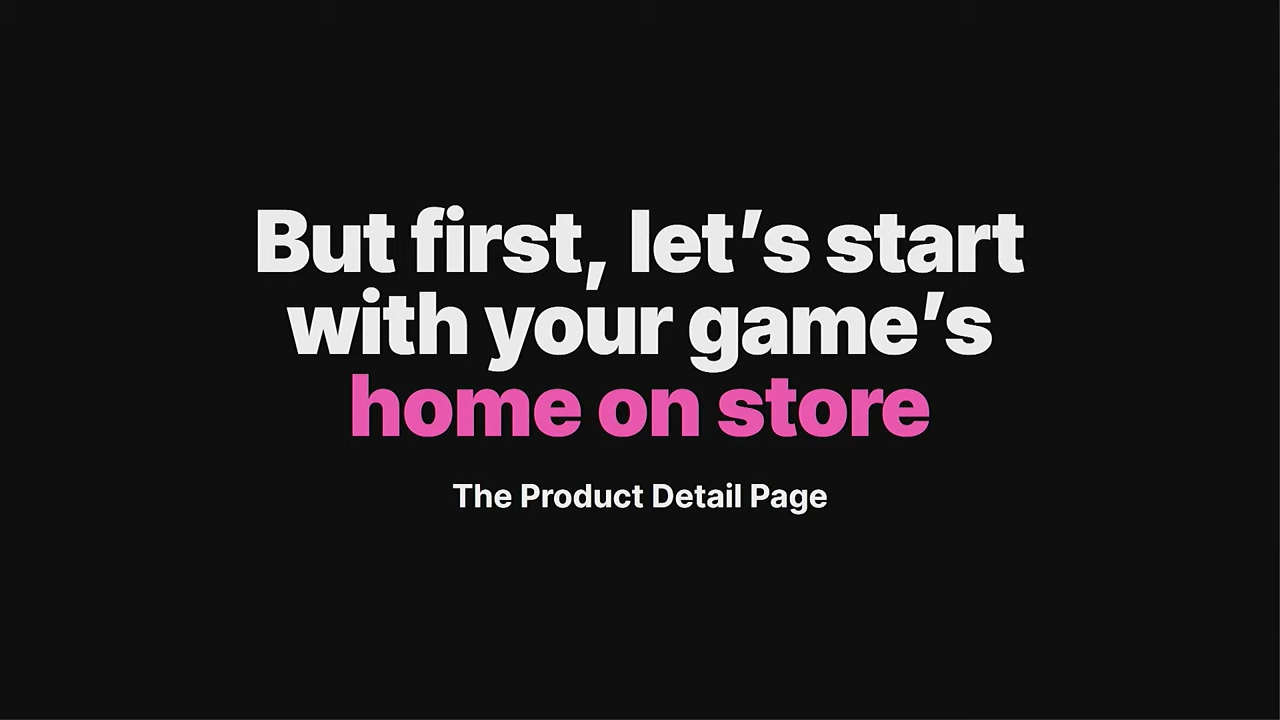 But first, let’s start
with your game’s
home on store
The Product Detail Page